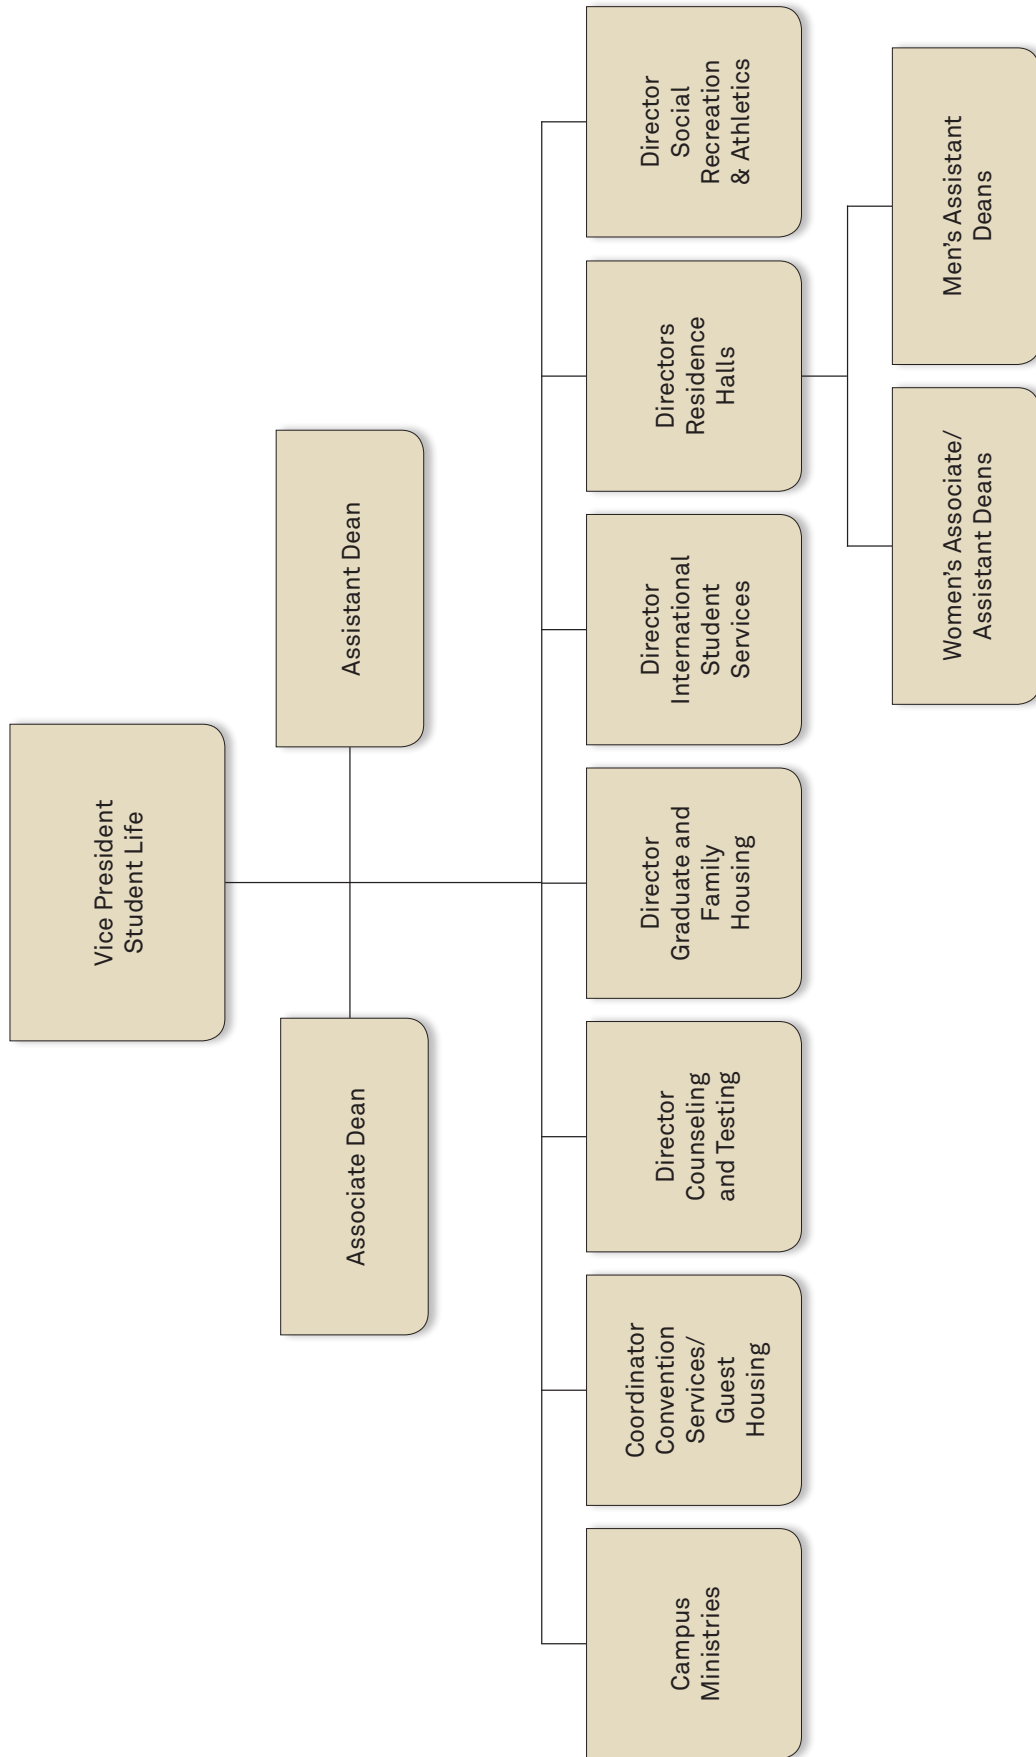 Vice President
Student Life
Associate Dean
Assistant Dean
Campus
Ministries
Coordinator
Convention
Services/
Guest
Housing
Director
Counseling
and Testing
Director
Graduate and
Family
Housing
Director
International
Student
Services
Directors
Residence
Halls
Director
Social
Recreation
& Athletics
Women’s Associate/
Assistant Deans
Men’s Assistant
Deans